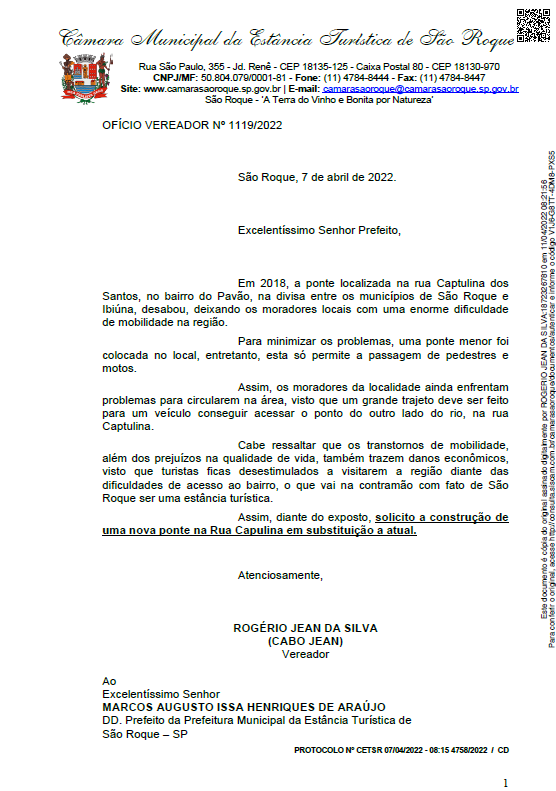 Câmara Municipal da Estância Turística de São Roque
Rua São Paulo, 355 - Jd. Renê - CEP 18135-125 - Caixa Postal 80 - CEP 18130-970
CNPJ/MF: 50.804.079/0001-81 - Fone: (11) 4784-8444 - Fax: (11) 4784-8447
Site: www.camarasaoroque.sp.gov.br | E-mail: camarasaoroque@camarasaoroque.sp.gov.br
São Roque - 'A Terra do Vinho e Bonita por Natureza'
OFÍCIO VEREADOR Nº 1119/2022
São Roque, 7 de abril de 2022.
Excelentíssimo Senhor Prefeito,
Em 2018, a ponte localizada na rua Captulina dos
Santos, no bairro do Pavão, na divisa entre os municípios de São Roque e
Ibiúna, desabou, deixando os moradores locais com uma enorme dificuldade
de mobilidade na região.
Para minimizar os problemas, uma ponte menor foi
colocada no local, entretanto, esta só permite a passagem de pedestres e
motos.
Assim, os moradores da localidade ainda enfrentam
problemas para circularem na área, visto que um grande trajeto deve ser feito
para um veículo conseguir acessar o ponto do outro lado do rio, na rua
Captulina.
Cabe ressaltar que os transtornos de mobilidade,
além dos prejuízos na qualidade de vida, também trazem danos econômicos,
visto que turistas ficas desestimulados a visitarem a região diante das
dificuldades de acesso ao bairro, o que vai na contramão com fato de São
Roque ser uma estância turística.
Assim, diante do exposto, solicito a construção de
uma nova ponte na Rua Capulina em substituição a atual.
Atenciosamente,
ROGÉRIO JEAN DA SILVA
(CABO JEAN)
Vereador
Ao
Excelentíssimo Senhor
MARCOS AUGUSTO ISSA HENRIQUES DE ARAÚJO
DD. Prefeito da Prefeitura Municipal da Estância Turística de
São Roque – SP
PROTOCOLO Nº CETSR 07/04/2022 - 08:15 4758/2022 / CD
1
Este documento é cópia do original assinado digitalmente por ROGERIO JEAN DA SILVA:18723267810 em 11/04/2022 08:21:56
Para conferir o original, acesse http://consulta.siscam.com.br/camarasaoroque/documentos/autenticar e informe o código V1J6-G8TT-4DM8-PXS5